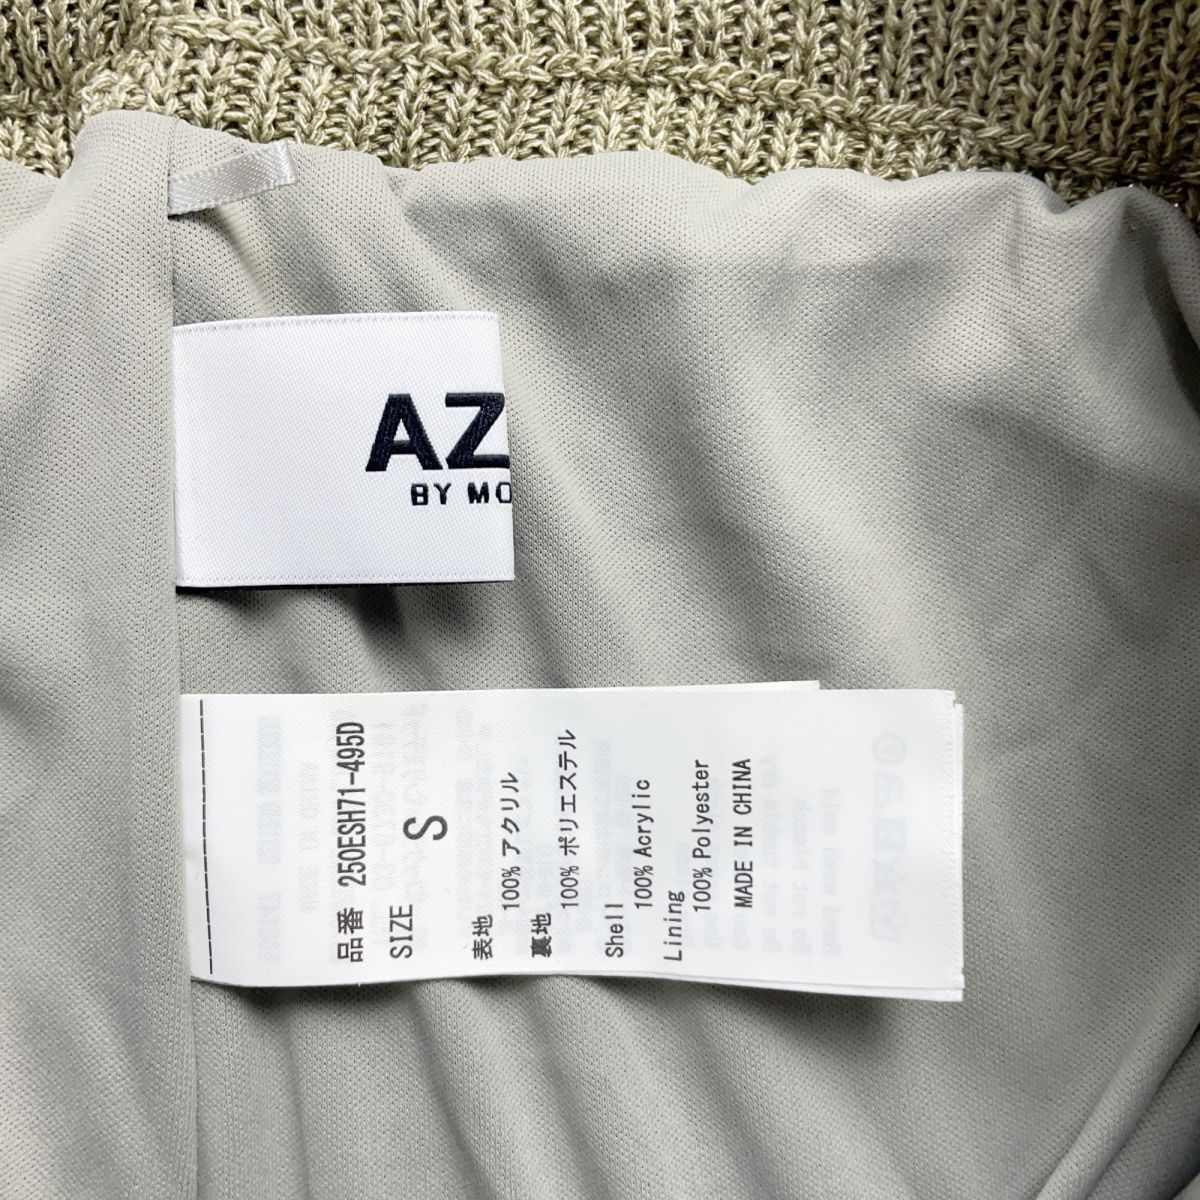 AZ
BY MO
品番 250ESH71-495D
SIZE S
表地
100% アクリル
裏地
100% ポリエステル
Shell
100% Acrylic
Lining
100% Polyester
MADE IN CHINA